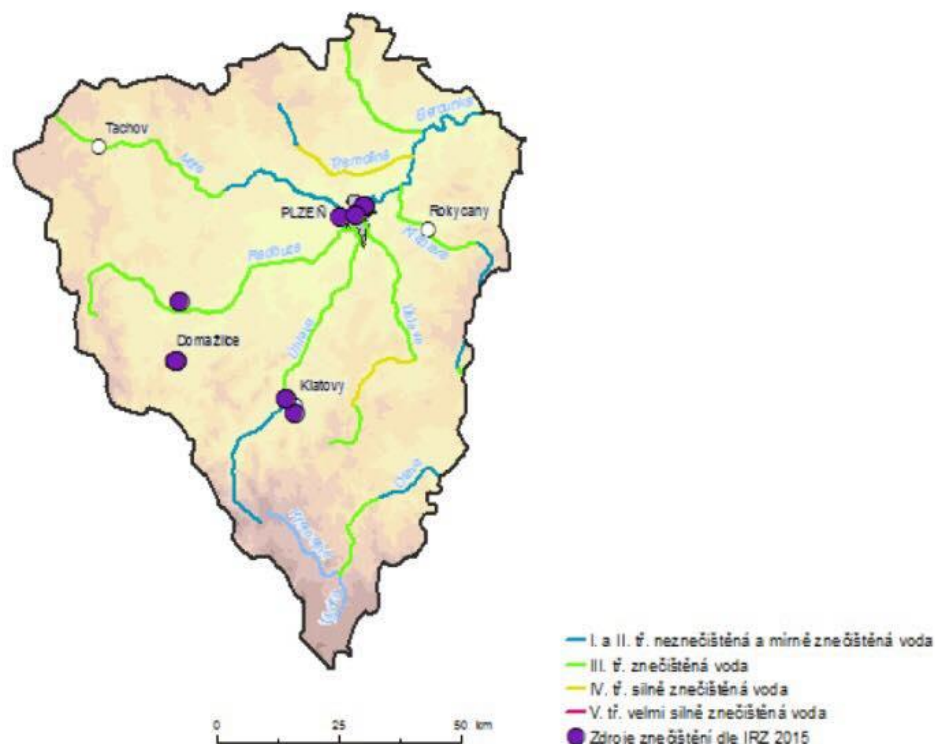 Berounka
Tachov
Mže
Třemošná
PLZEŇ
Rokycany
Klabava
Radbuza
Úhlava
Úslava
Domažlice
Klatovy
Otava
Křemelná
Vydra
I. a II. tř. neznečištěná a mírně znečištěná voda
III. tř. znečištěná voda
IV. tř. silně znečištěná voda
V. tř. velmi silně znečištěná voda
0 25 50 km
Zdroje znečištění dle IRZ 2015